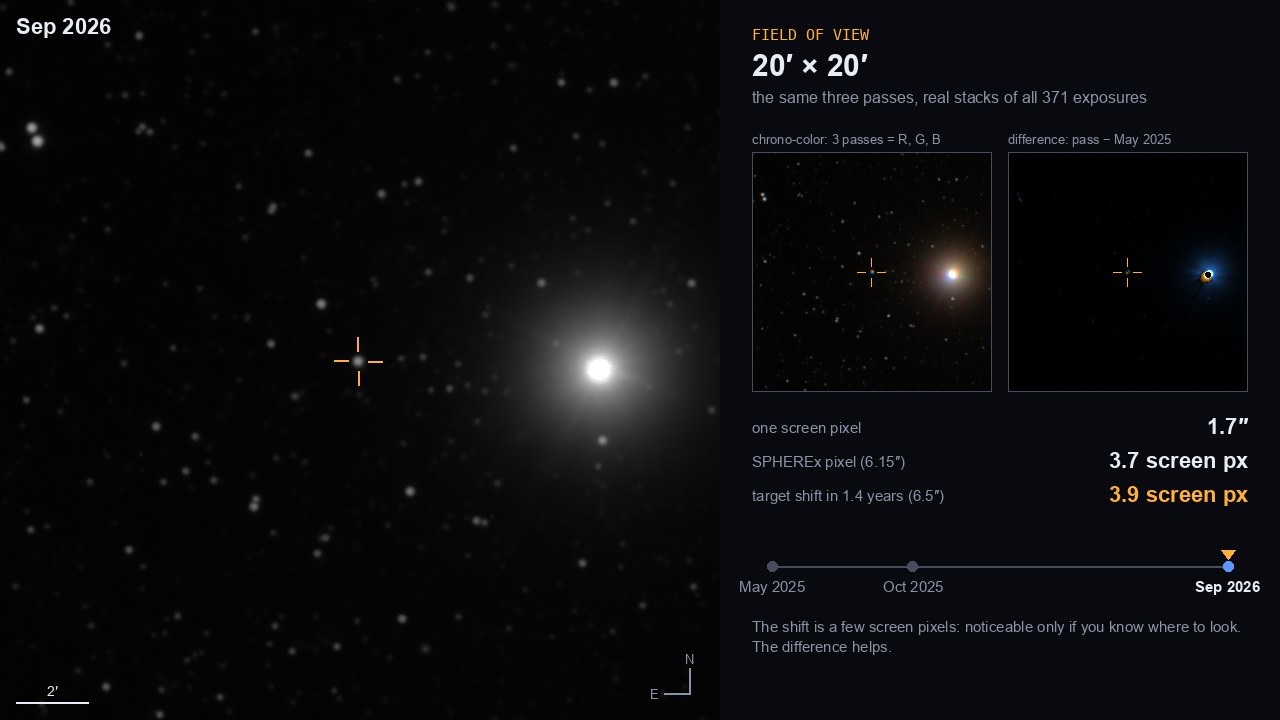 Sep 2026
2′
N
E
FIELD OF VIEW
20′ × 20′
the same three passes, real stacks of all 371 exposures
chrono-color: 3 passes = R, G, B
difference: pass − May 2025
one screen pixel 1.7″
SPHEREx pixel (6.15″) 3.7 screen px
target shift in 1.4 years (6.5″) 3.9 screen px
May 2025 Oct 2025 Sep 2026
The shift is a few screen pixels: noticeable only if you know where to look.
The difference helps.